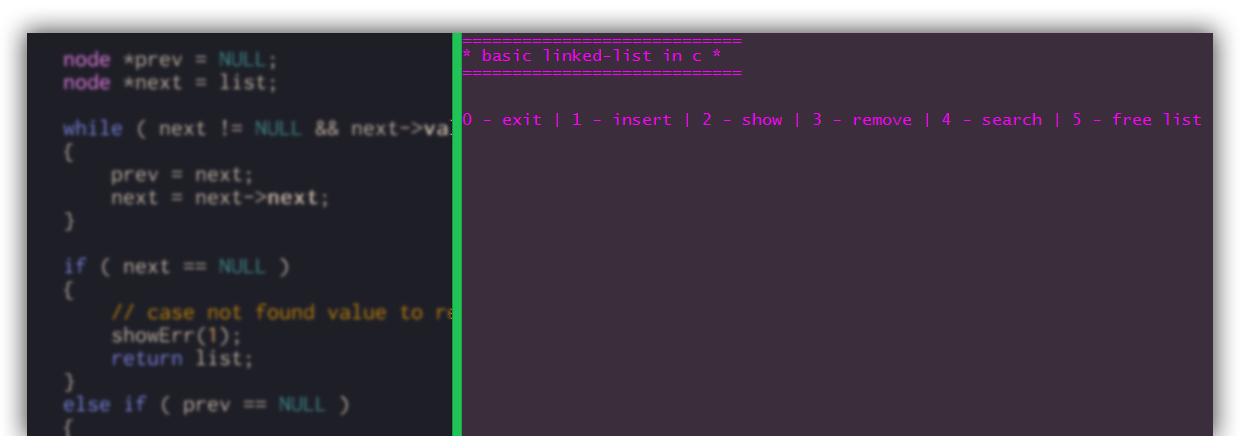 node *prev = NULL;
node *next = list;
while ( next != NULL && next->
{
prev = next;
next = next->next;
}
if ( next == NULL )
{
// case not found value to
showErr(1);
return list;
}
else if ( prev == NULL )
{
============================
* basic linked-list in c *
============================
0 - exit | 1 - insert | 2 - show | 3 - remove | 4 - search | 5 - free list